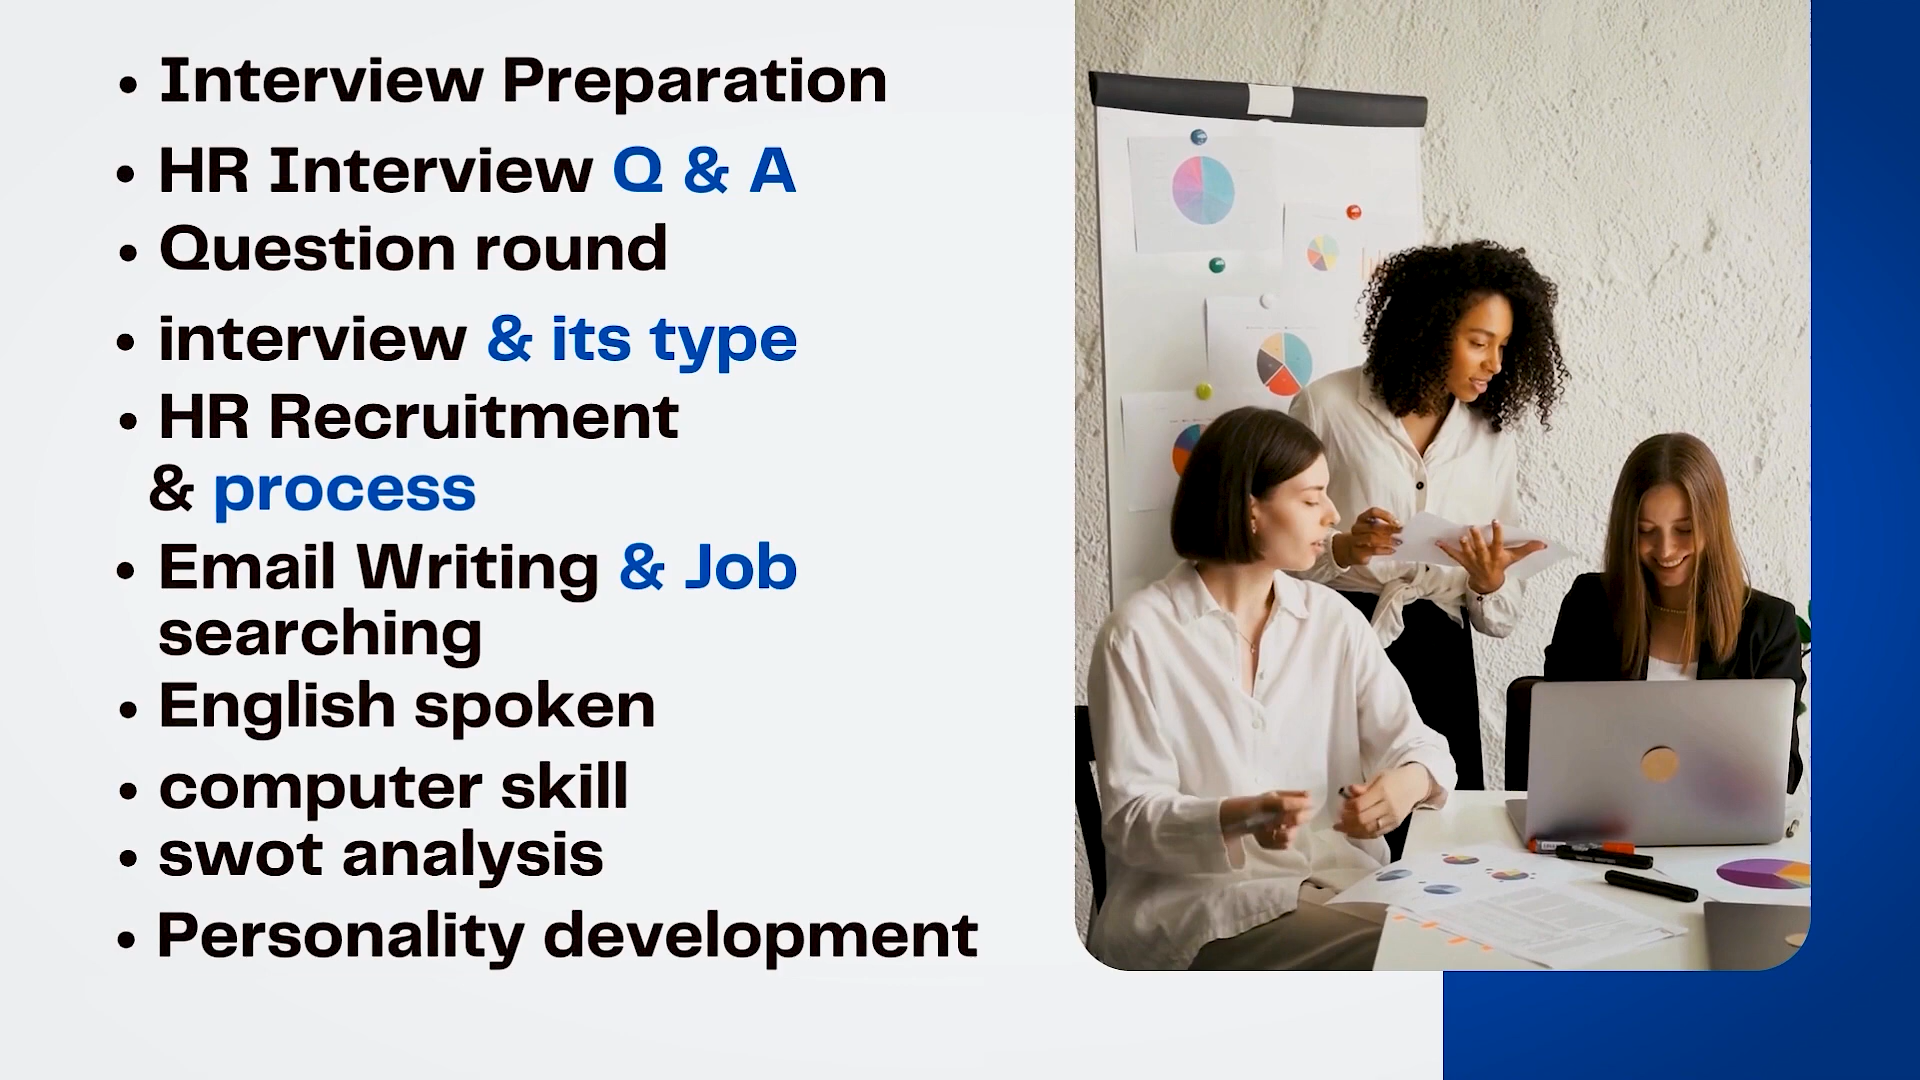 • Interview Preparation
• HR Interview Q & A
• Question round
• interview & its type
• HR Recruitment
& process
• Email Writing & Job
searching
• English spoken
• computer skill
• swot analysis
• Personality development